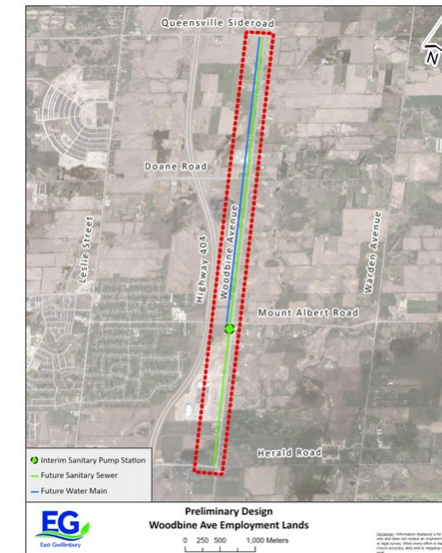 Queensville Sideroad
N
Doane Road
Leslie Street
Highway 404
Woodbine Avenue
Warden Avenue
Mount Albert Road
Herald Road
Interim Sanitary Pump Station
Future Sanitary Sewer
Future Water Main
EG
East Gwillimbury
Preliminary Design
Woodbine Ave Employment Lands
0 250 500 1,000 Meters